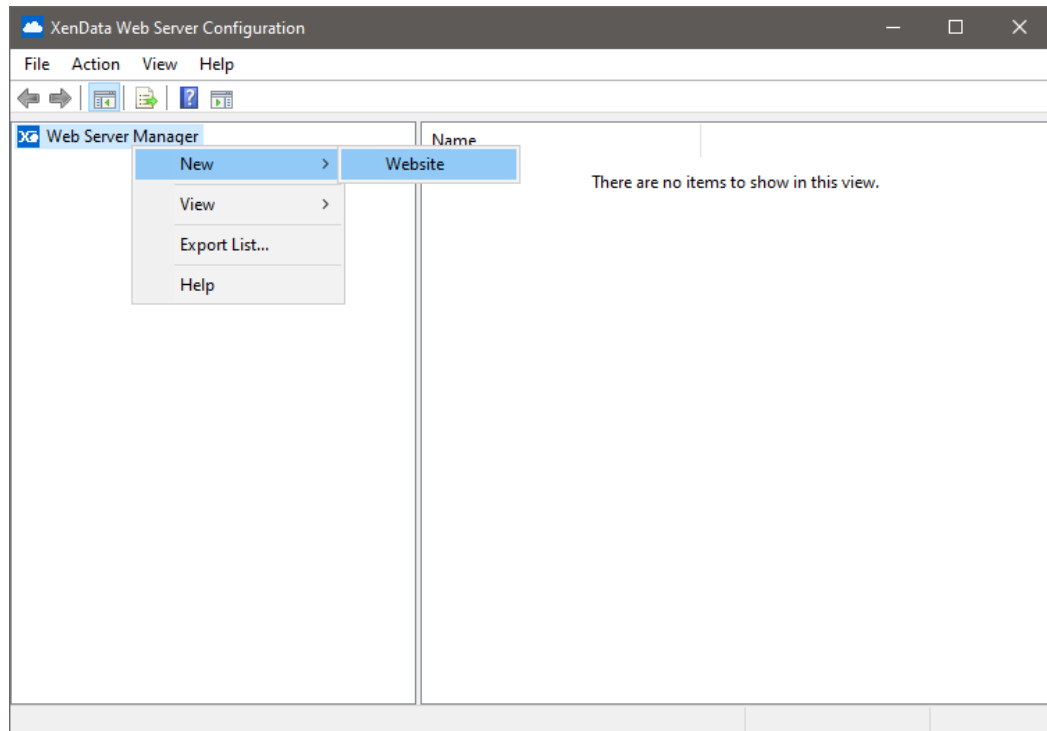 XenData Web Server Configuration
File Action View Help
Web Server Manager
Name
New > Website
There are no items to show in this view.
View >
Export List...
Help